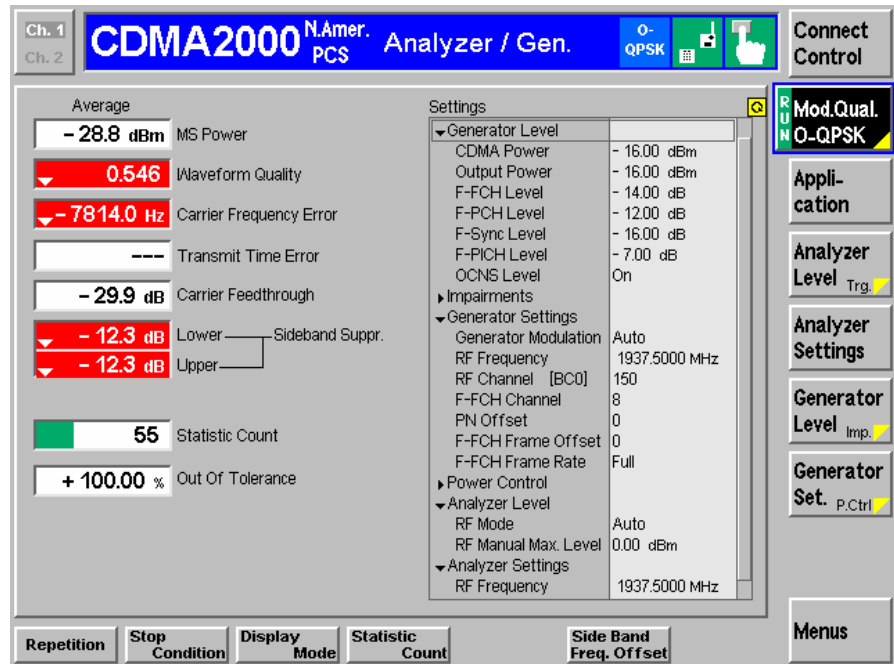 Ch. 1
Ch. 2
CDMA2000 N.Amer. PCS Analyzer / Gen.
O-QPSK
Connect Control
Average
- 28.8 dBm MS Power
0.546 Waveform Quality
- 7814.0 Hz Carrier Frequency Error
--- Transmit Time Error
- 29.9 dB Carrier Feedthrough
- 12.3 dB Lower Sideband Suppr.
- 12.3 dB Upper
55 Statistic Count
+ 100.00 % Out Of Tolerance
Settings
Generator Level
CDMA Power - 16.00 dBm
Output Power - 16.00 dBm
F-FCH Level - 14.00 dB
F-PCH Level - 12.00 dB
F-Sync Level - 16.00 dB
F-PICH Level - 7.00 dB
OCNS Level On
Impairments
Generator Settings
Generator Modulation Auto
RF Frequency 1937.5000 MHz
RF Channel [BC0] 150
F-FCH Channel 8
PN Offset 0
F-FCH Frame Offset 0
F-FCH Frame Rate Full
Power Control
Analyzer Level
RF Mode Auto
RF Manual Max. Level 0.00 dBm
Analyzer Settings
RF Frequency 1937.5000 MHz
RUN
Mod.Qual.
O-QPSK
Appli-
cation
Analyzer
Level Trg.
Analyzer
Settings
Generator
Level Imp.
Generator
Set. P.Ctrl
Menus
Repetition
Stop
Condition
Display
Mode
Statistic
Count
Side Band
Freq. Offset